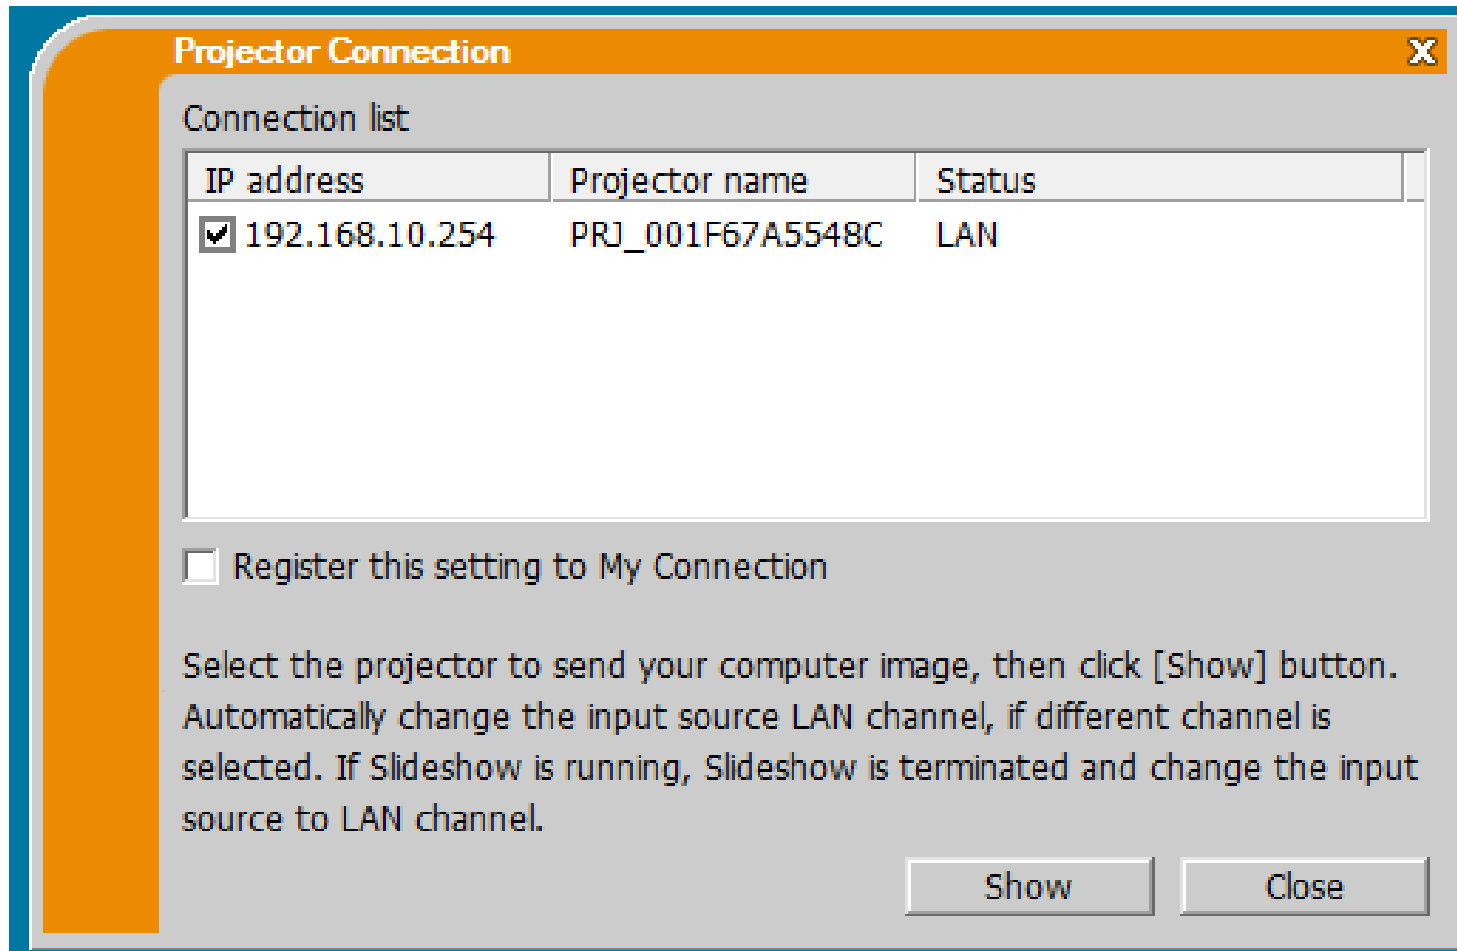 Projector Connection
Connection list
IP address Projector name Status
192.168.10.254 PRJ_001F67A5548C LAN
Register this setting to My Connection
Select the projector to send your computer image, then click [Show] button.
Automatically change the input source LAN channel, if different channel is
selected. If Slideshow is running, Slideshow is terminated and change the input
source to LAN channel.
Show Close